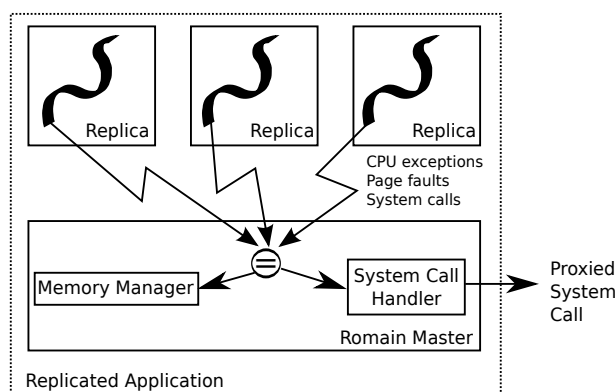 Replica
Replica
Replica
CPU exceptions
Page faults
System calls
=
Memory Manager
System Call
Handler
Romain Master
Proxied
System
Call
Replicated Application